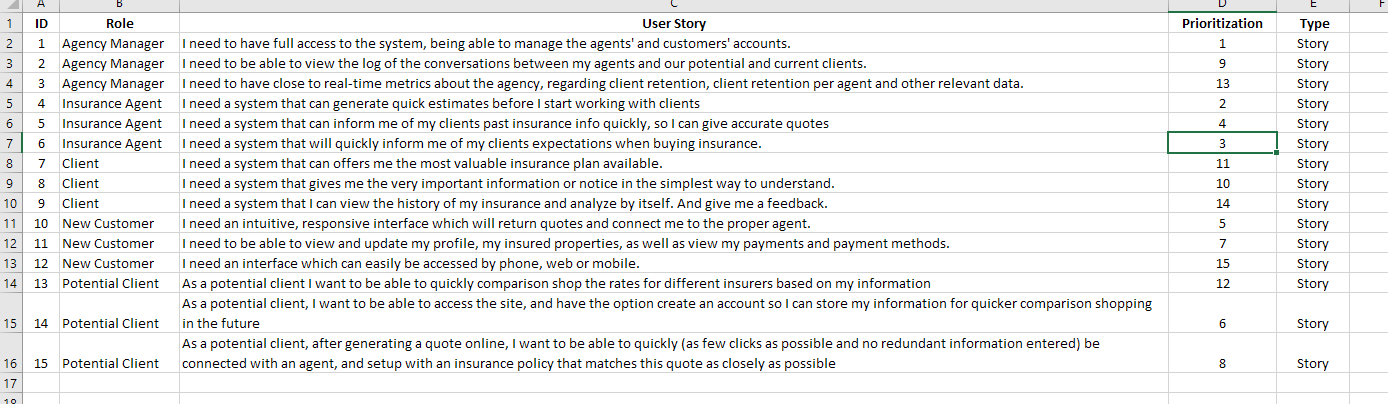 A B C D E F
1 ID Role User Story Prioritization Type
2 1 Agency Manager I need to have full access to the system, being able to manage the agents' and customers' accounts. 1 Story
3 2 Agency Manager I need to be able to view the log of the conversations between my agents and our potential and current clients. 9 Story
4 3 Agency Manager I need to have close to real-time metrics about the agency, regarding client retention, client retention per agent and other relevant data. 13 Story
5 4 Insurance Agent I need a system that can generate quick estimates before I start working with clients 2 Story
6 5 Insurance Agent I need a system that can inform me of my clients past insurance info quickly, so I can give accurate quotes 4 Story
7 6 Insurance Agent I need a system that will quickly inform me of my clients expectations when buying insurance. 3 Story
8 7 Client I need a system that can offers me the most valuable insurance plan available. 11 Story
9 8 Client I need a system that gives me the very important information or notice in the simplest way to understand. 10 Story
10 9 Client I need a system that I can view the history of my insurance and analyze by itself. And give me a feedback. 14 Story
11 10 New Customer I need an intuitive, responsive interface which will return quotes and connect me to the proper agent. 5 Story
12 11 New Customer I need to be able to view and update my profile, my insured properties, as well as view my payments and payment methods. 7 Story
13 12 New Customer I need an interface which can easily be accessed by phone, web or mobile. 15 Story
14 13 Potential Client As a potential client I want to be able to quickly comparison shop the rates for different insurers based on my information 12 Story
As a potential client, I want to be able to access the site, and have the option create an account so I can store my information for quicker comparison shopping
15 14 Potential Client in the future 6 Story
As a potential client, after generating a quote online, I want to be able to quickly (as few clicks as possible and no redundant information entered) be
16 15 Potential Client connected with an agent, and setup with an insurance policy that matches this quote as closely as possible 8 Story
17
18